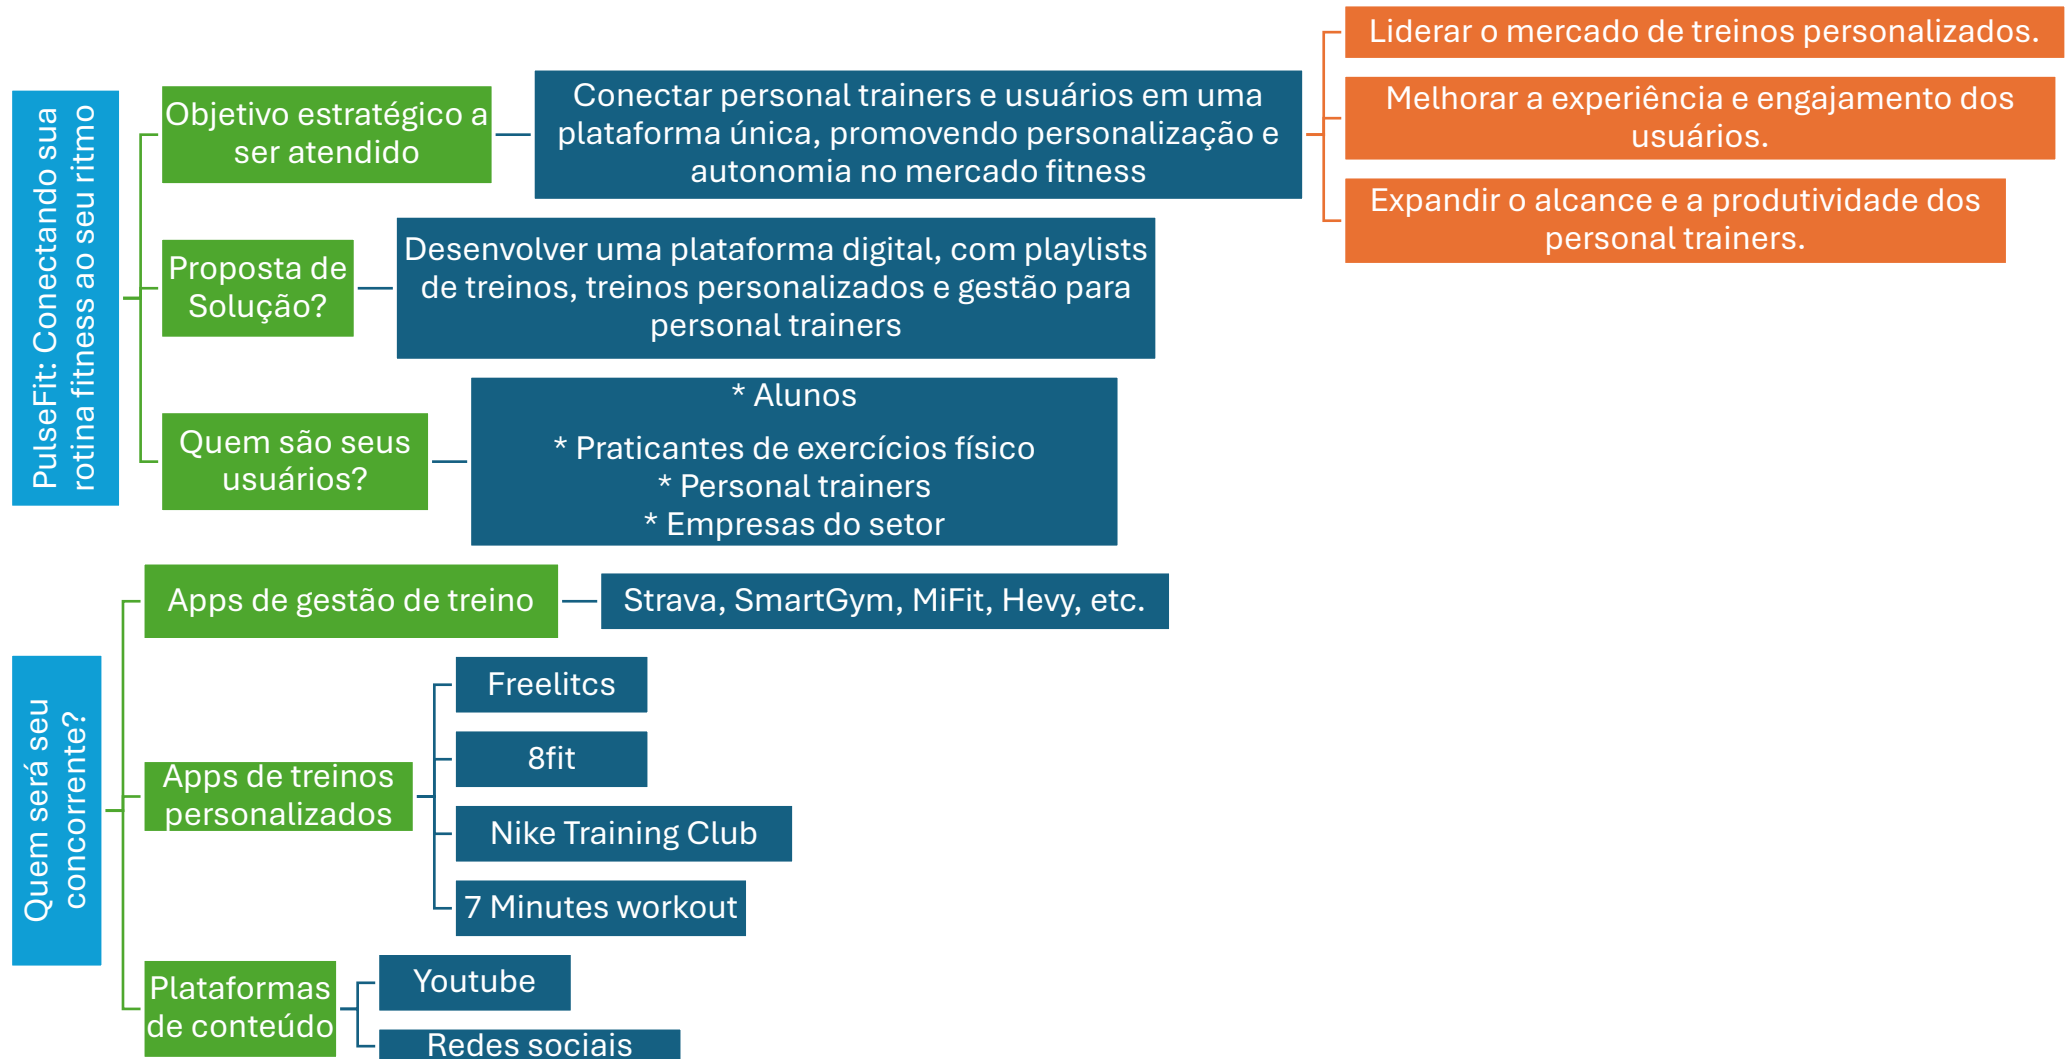 PulseFit: Conectando sua
rotina fitness ao seu ritmo
Objetivo estratégico a
ser atendido
Conectar personal trainers e usuários em uma
plataforma única, promovendo personalização e
autonomia no mercado fitness
Liderar o mercado de treinos personalizados.
Melhorar a experiência e engajamento dos
usuários.
Expandir o alcance e a produtividade dos
personal trainers.
Proposta de
Solução?
Desenvolver uma plataforma digital, com playlists
de treinos, treinos personalizados e gestão para
personal trainers
Quem são seus
usuários?
* Alunos
* Praticantes de exercícios físico
* Personal trainers
* Empresas do setor
Quem será seu
concorrente?
Apps de gestão de treino
Strava, SmartGym, MiFit, Hevy, etc.
Apps de treinos
personalizados
Freelitcs
8fit
Nike Training Club
7 Minutes workout
Plataformas
de conteúdo
Youtube
Redes sociais